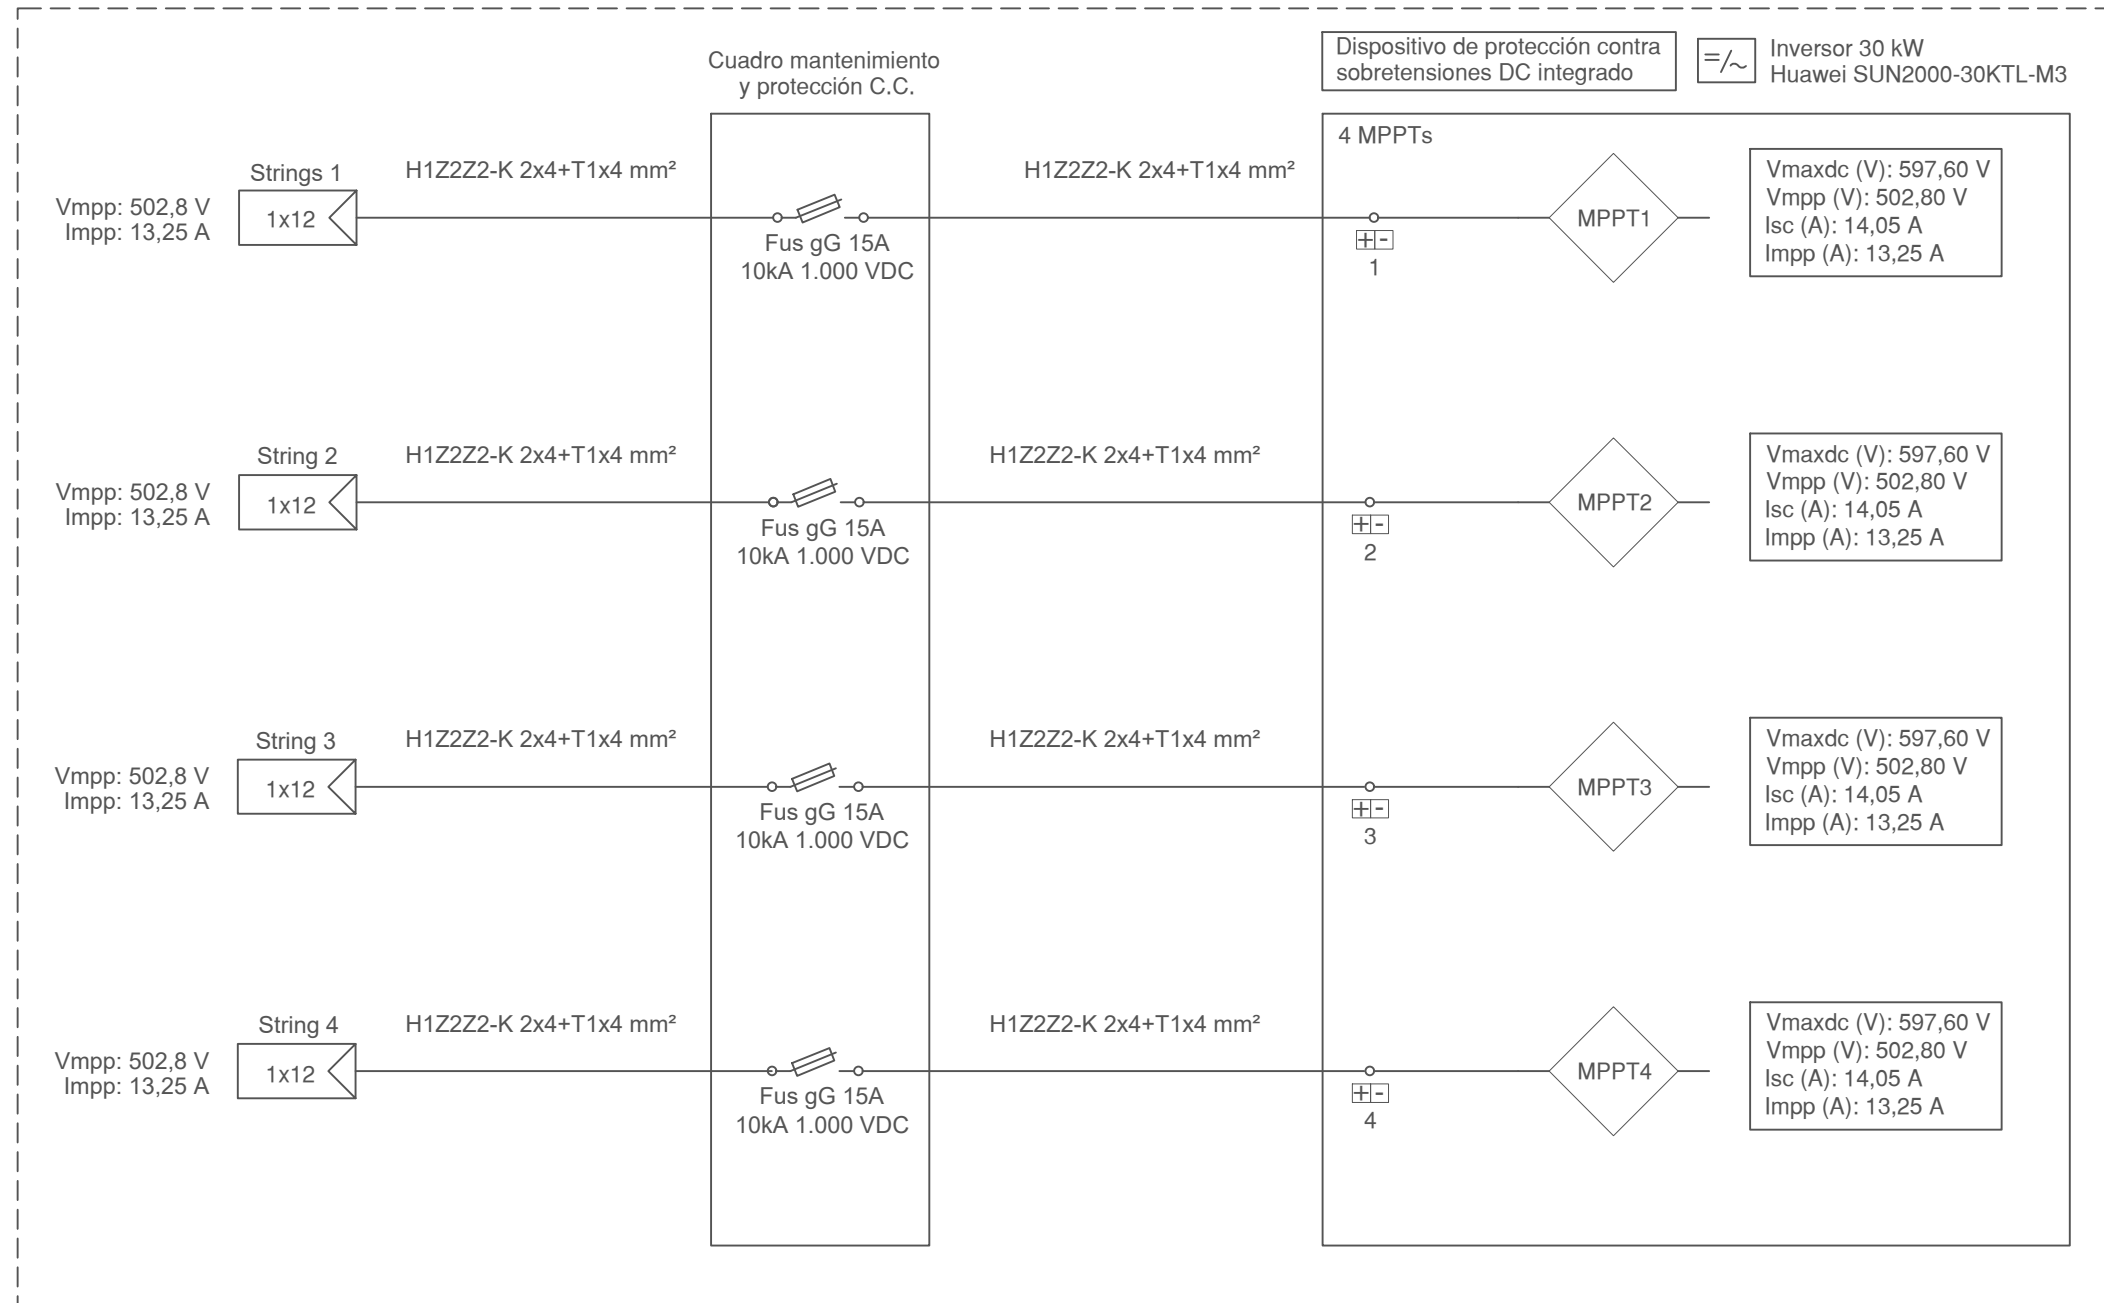 Cuadro mantenimiento
y protección C.C.
Dispositivo de protección contra
sobretensiones DC integrado
=/~
Inversor 30 kW
Huawei SUN2000-30KTL-M3
4 MPPTs
Vmpp: 502,8 V
Impp: 13,25 A
Strings 1
1x12
H1Z2Z2-K 2x4+T1x4 mm²
Fus gG 15A
10kA 1.000 VDC
H1Z2Z2-K 2x4+T1x4 mm²
+-
1
MPPT1
Vmaxdc (V): 597,60 V
Vmpp (V): 502,80 V
Isc (A): 14,05 A
Impp (A): 13,25 A
Vmpp: 502,8 V
Impp: 13,25 A
String 2
1x12
H1Z2Z2-K 2x4+T1x4 mm²
Fus gG 15A
10kA 1.000 VDC
H1Z2Z2-K 2x4+T1x4 mm²
+-
2
MPPT2
Vmaxdc (V): 597,60 V
Vmpp (V): 502,80 V
Isc (A): 14,05 A
Impp (A): 13,25 A
Vmpp: 502,8 V
Impp: 13,25 A
String 3
1x12
H1Z2Z2-K 2x4+T1x4 mm²
Fus gG 15A
10kA 1.000 VDC
H1Z2Z2-K 2x4+T1x4 mm²
+-
3
MPPT3
Vmaxdc (V): 597,60 V
Vmpp (V): 502,80 V
Isc (A): 14,05 A
Impp (A): 13,25 A
Vmpp: 502,8 V
Impp: 13,25 A
String 4
1x12
H1Z2Z2-K 2x4+T1x4 mm²
Fus gG 15A
10kA 1.000 VDC
H1Z2Z2-K 2x4+T1x4 mm²
+-
4
MPPT4
Vmaxdc (V): 597,60 V
Vmpp (V): 502,80 V
Isc (A): 14,05 A
Impp (A): 13,25 A